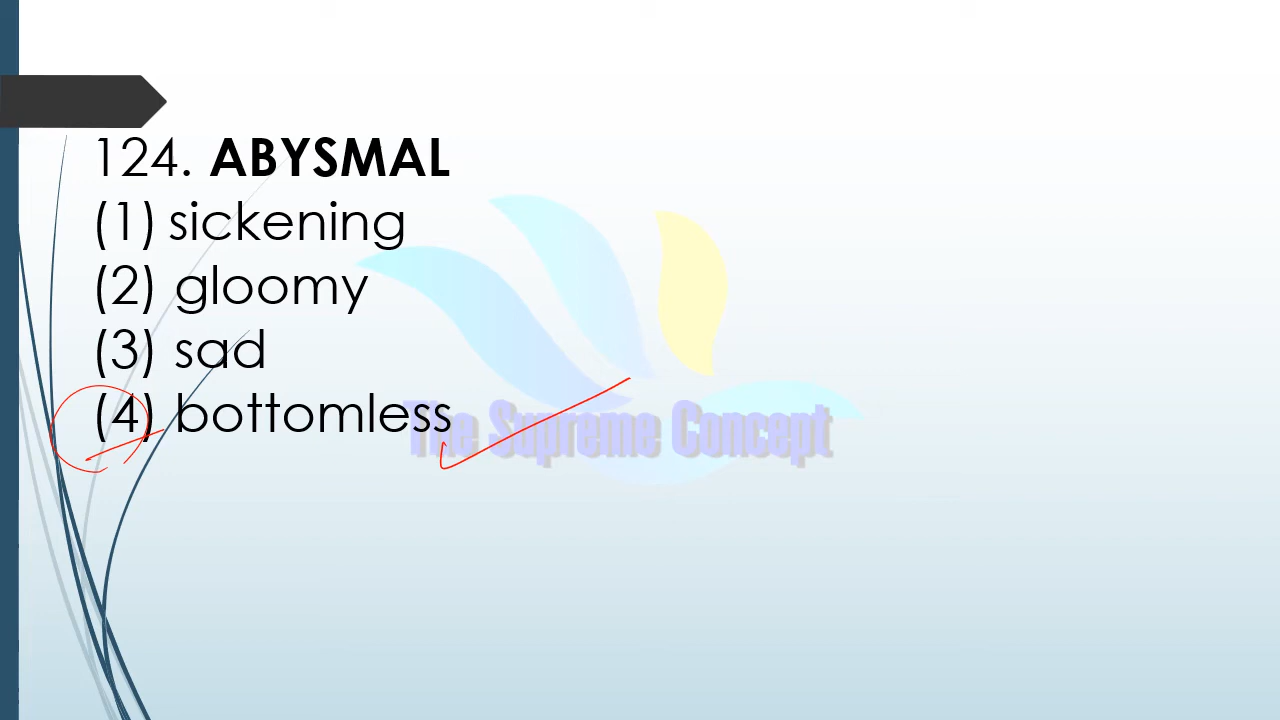 124. ABYSMAL
(1) sickening
(2) gloomy
(3) sad
(4) bottomless
The Supreme Concept